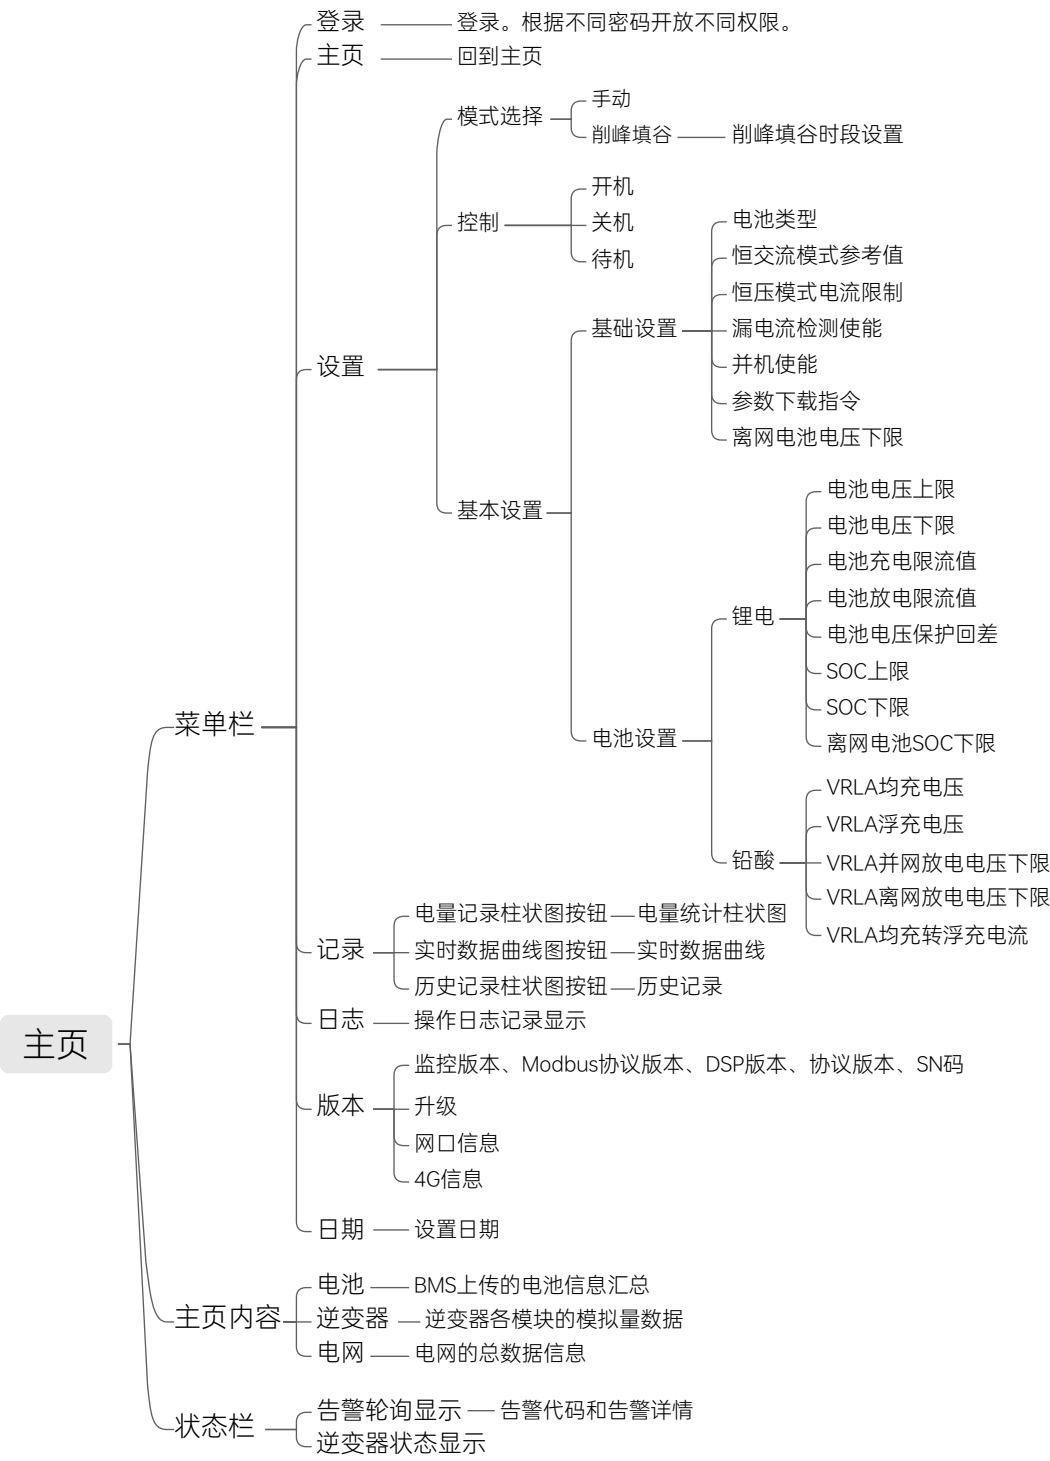 登录
登录。根据不同密码开放不同权限。
主页
回到主页
模式选择
手动
削峰填谷
削峰填谷时段设置
控制
开机
关机
待机
设置
基本设置
基础设置
电池类型
恒交流模式参考值
恒压模式电流限制
漏电流检测使能
并机使能
参数下载指令
离网电池电压下限
电池设置
锂电
电池电压上限
电池电压下限
电池充电限流值
电池放电限流值
电池电压保护回差
SOC上限
SOC下限
离网电池SOC下限
铅酸
VRLA均充电压
VRLA浮充电压
VRLA并网放电电压下限
VRLA离网放电电压下限
VRLA均充转浮充电流
菜单栏
记录
电量记录柱状图按钮
电量统计柱状图
实时数据曲线图按钮
实时数据曲线
历史记录柱状图按钮
历史记录
日志
操作日志记录显示
主页
版本
监控版本、Modbus协议版本、DSP版本、协议版本、SN码
升级
网口信息
4G信息
日期
设置日期
主页内容
电池
BMS上传的电池信息汇总
逆变器
逆变器各模块的模拟量数据
电网
电网的总数据信息
状态栏
告警轮询显示
告警代码和告警详情
逆变器状态显示